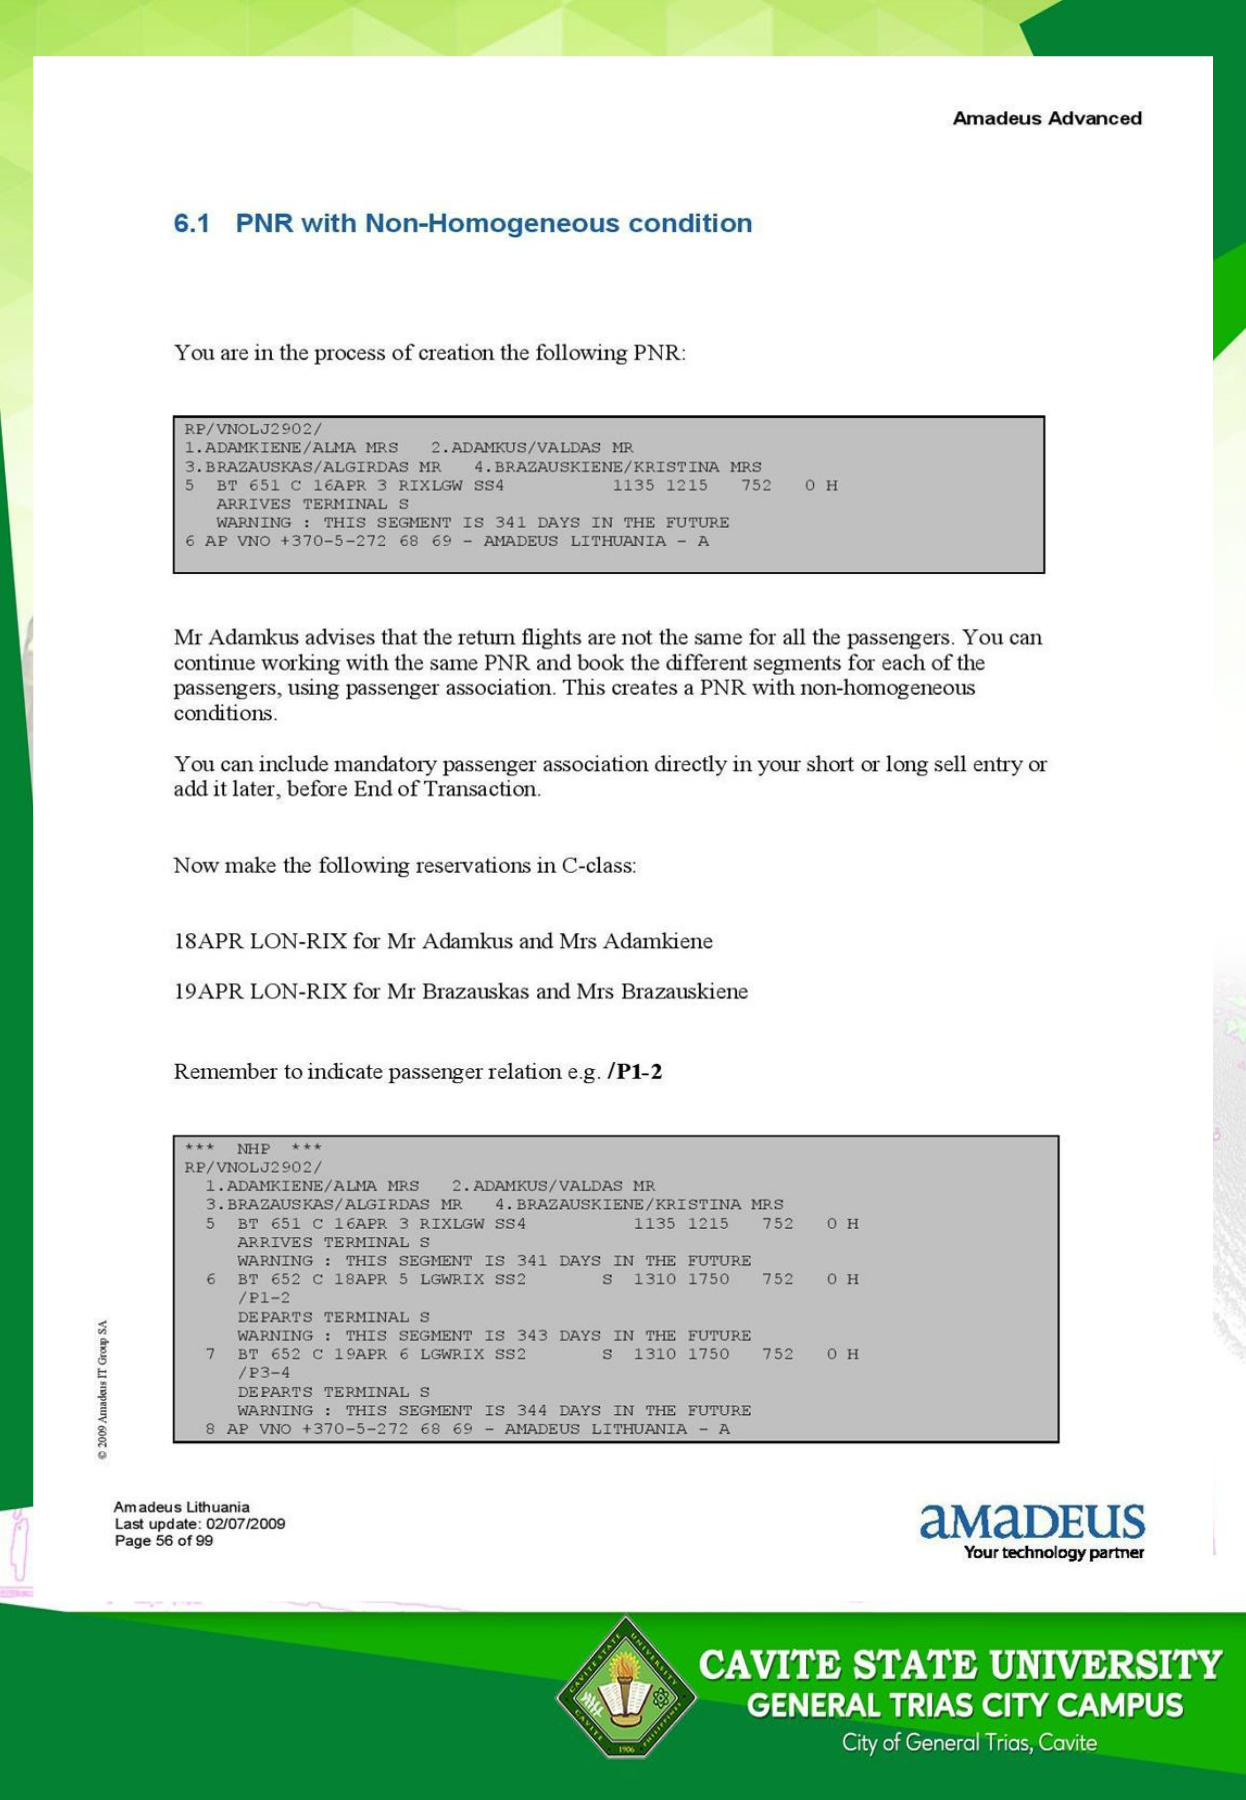 Amadeus Advanced
6.1 PNR with Non-Homogeneous condition
You are in the process of creation the following PNR:
RP/VNOLJ2902/
1.ADAMKIENE/ALMA MRS 2.ADAMKUS/VALDAS MR
3.BRAZAUSKAS/ALGIRDAS MR 4.BRAZAUSKIENE/KRISTINA MRS
5 BT 651 C 16APR 3 RIXLGW SS4 1135 1215 752 0 H
ARRIVES TERMINAL S
WARNING : THIS SEGMENT IS 341 DAYS IN THE FUTURE
6 AP VNO +370-5-272 68 69 - AMADEUS LITHUANIA - A
Mr Adamkus advises that the return flights are not the same for all the passengers. You can
continue working with the same PNR and book the different segments for each of the
passengers, using passenger association. This creates a PNR with non-homogeneous
conditions.
You can include mandatory passenger association directly in your short or long sell entry or
add it later, before End of Transaction.
Now make the following reservations in C-class:
18APR LON-RIX for Mr Adamkus and Mrs Adamkiene
19APR LON-RIX for Mr Brazauskas and Mrs Brazauskiene
Remember to indicate passenger relation e.g. /P1-2
*** NHP ***
RP/VNOLJ2902/
1.ADAMKIENE/ALMA MRS 2.ADAMKUS/VALDAS MR
3.BRAZAUSKAS/ALGIRDAS MR 4.BRAZAUSKIENE/KRISTINA MRS
5 BT 651 C 16APR 3 RIXLGW SS4 1135 1215 752 0 H
ARRIVES TERMINAL S
WARNING : THIS SEGMENT IS 341 DAYS IN THE FUTURE
6 BT 652 C 18APR 5 LGWRIX SS2 S 1310 1750 752 0 H
/P1-2
DEPARTS TERMINAL S
WARNING : THIS SEGMENT IS 343 DAYS IN THE FUTURE
7 BT 652 C 19APR 6 LGWRIX SS2 S 1310 1750 752 0 H
/P3-4
DEPARTS TERMINAL S
WARNING : THIS SEGMENT IS 344 DAYS IN THE FUTURE
8 AP VNO +370-5-272 68 69 - AMADEUS LITHUANIA - A
© 2009 Amadeus IT Group SA
Amadeus Lithuania
Last update: 02/07/2009
Page 56 of 99
amaDEUS
Your technology partner
CAVITE STATE UNIVERSITY
CAVITE PHILIPPINES
1906
CAVITE STATE UNIVERSITY
GENERAL TRIAS CITY CAMPUS
City of General Trias, Cavite